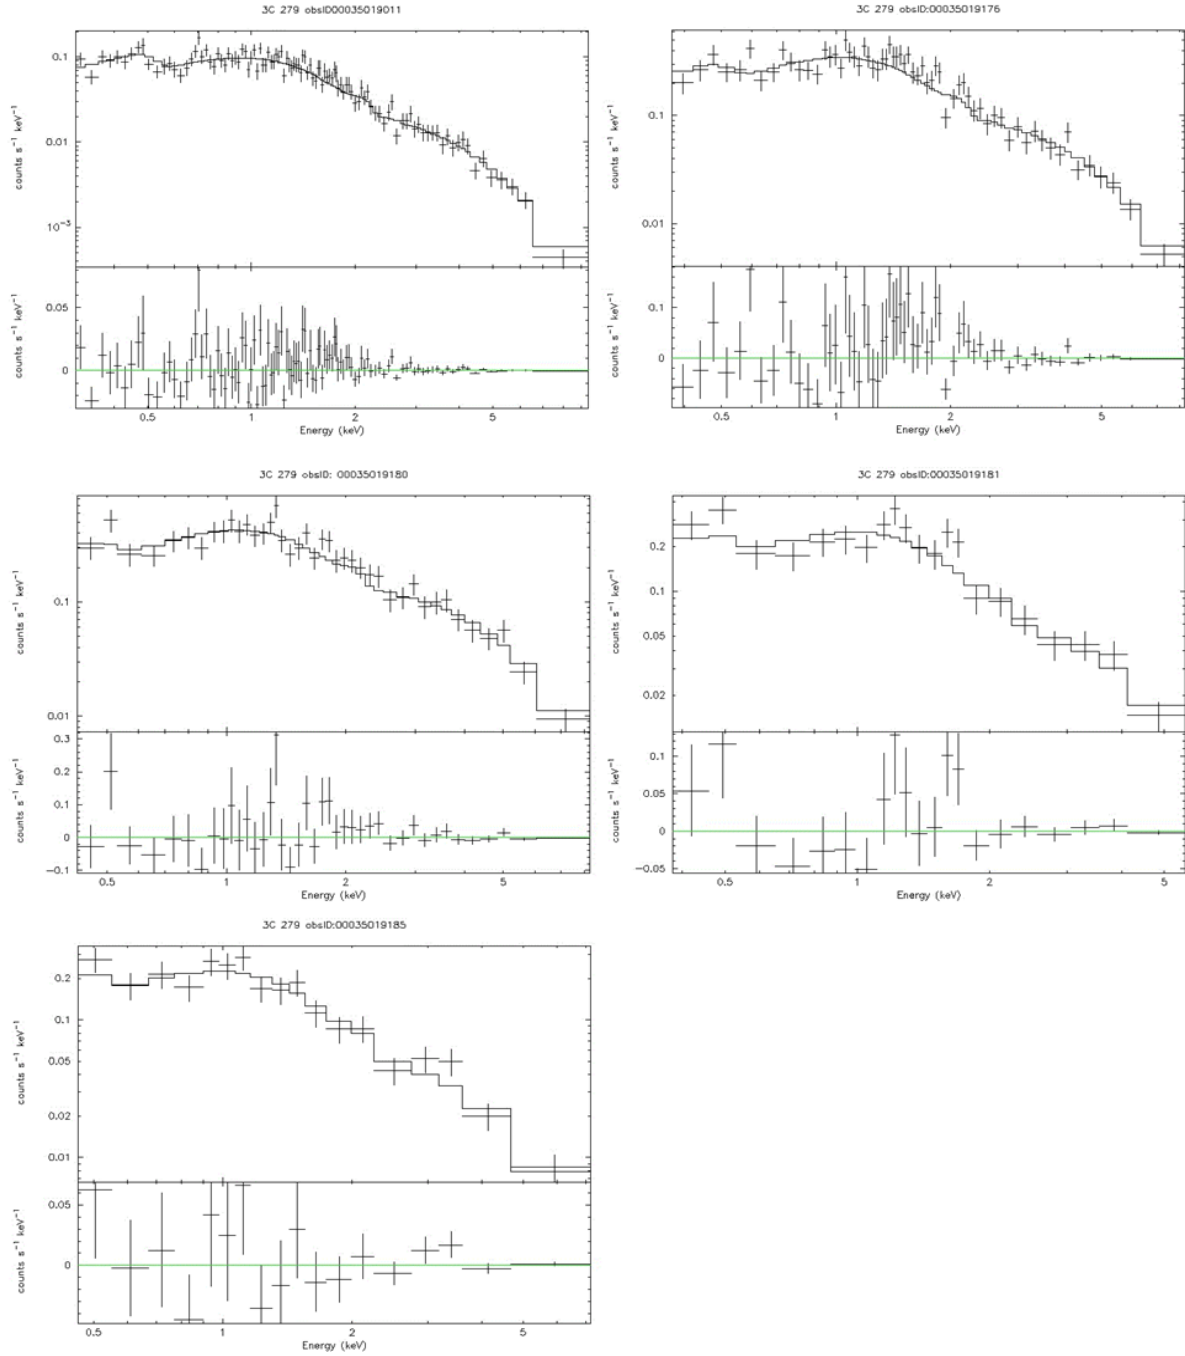 3C 279 obsID00035019011
counts s⁻¹ keV⁻¹
0.1
0.01
10⁻³
counts s⁻¹ keV⁻¹
0.05
0
0.5 1 2 5
Energy (keV)
3C 279 obsID:00035019176
counts s⁻¹ keV⁻¹
0.1
0.01
counts s⁻¹ keV⁻¹
0.1
0
0.5 1 2 5
Energy (keV)
3C 279 obsID: 00035019180
counts s⁻¹ keV⁻¹
0.1
0.01
counts s⁻¹ keV⁻¹
0.3
0.2
0.1
0
−0.1
0.5 1 2 5
Energy (keV)
3C 279 obsID:00035019181
counts s⁻¹ keV⁻¹
0.2
0.1
0.05
0.02
counts s⁻¹ keV⁻¹
0.1
0.05
0
−0.05
0.5 1 2 5
Energy (keV)
3C 279 obsID:00035019185
counts s⁻¹ keV⁻¹
0.2
0.1
0.05
0.02
0.01
counts s⁻¹ keV⁻¹
0.05
0
0.5 1 2 5
Energy (keV)